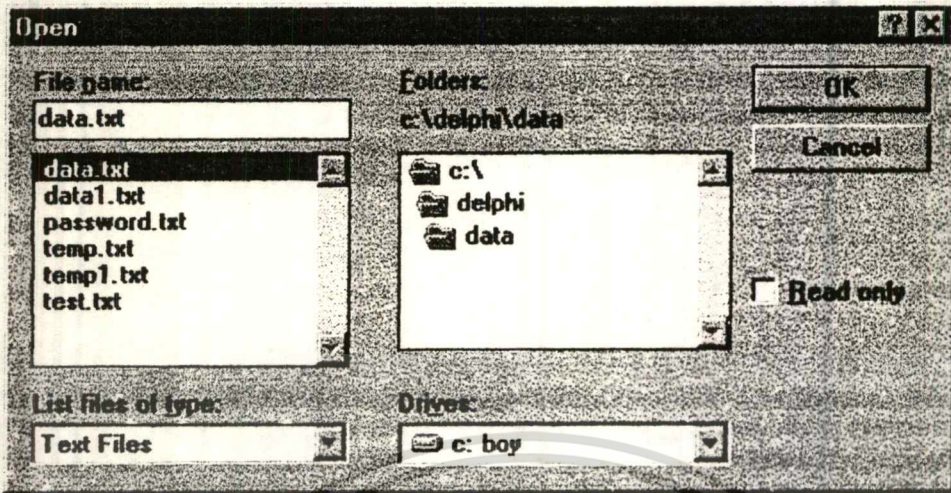 Open
File name:
data.txt
data.txt
data1.txt
password.txt
temp.txt
temp1.txt
test.txt
List files of type:
Text Files
Folders:
c:\delphi\data
c:\
delphi
data
Drives:
c: boy
OK
Cancel
Read only